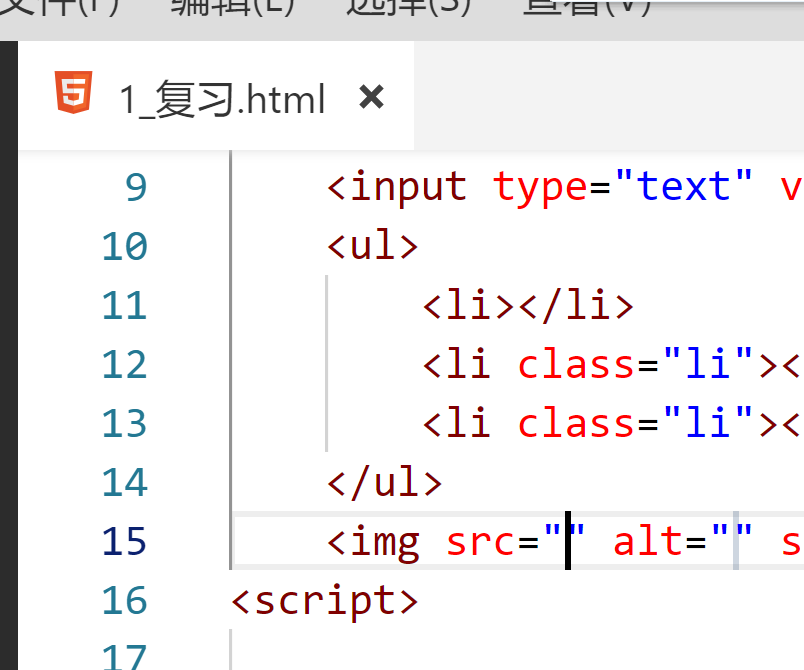 文件(F) 编辑(E) 选择(S) 查看(V)
1_复习.html
9 <input type="text" v
10 <ul>
11 <li></li>
12 <li class="li"><
13 <li class="li"><
14 </ul>
15 <img src="" alt="" s
16 <script>
17